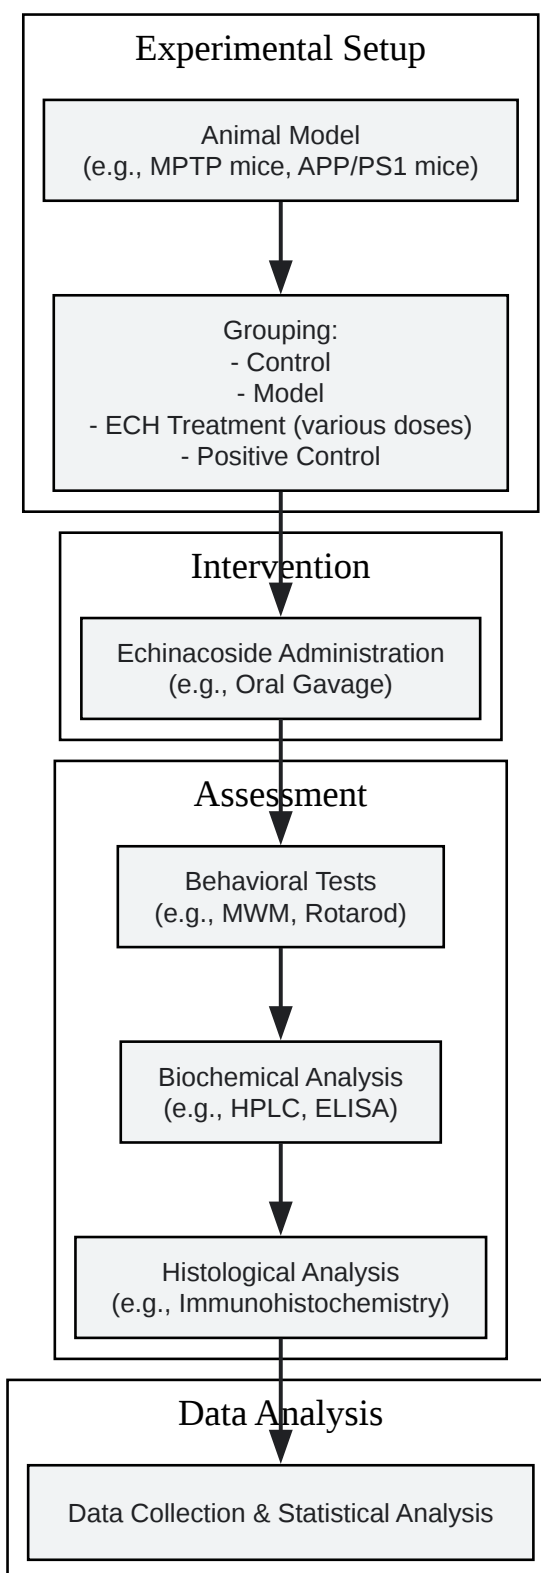 Experimental Setup
Animal Model
(e.g., MPTP mice, APP/PS1 mice)
Grouping:
- Control
- Model
- ECH Treatment (various doses)
- Positive Control
Intervention
Echinacoside Administration
(e.g., Oral Gavage)
Assessment
Behavioral Tests
(e.g., MWM, Rotarod)
Biochemical Analysis
(e.g., HPLC, ELISA)
Histological Analysis
(e.g., Immunohistochemistry)
Data Analysis
Data Collection & Statistical Analysis